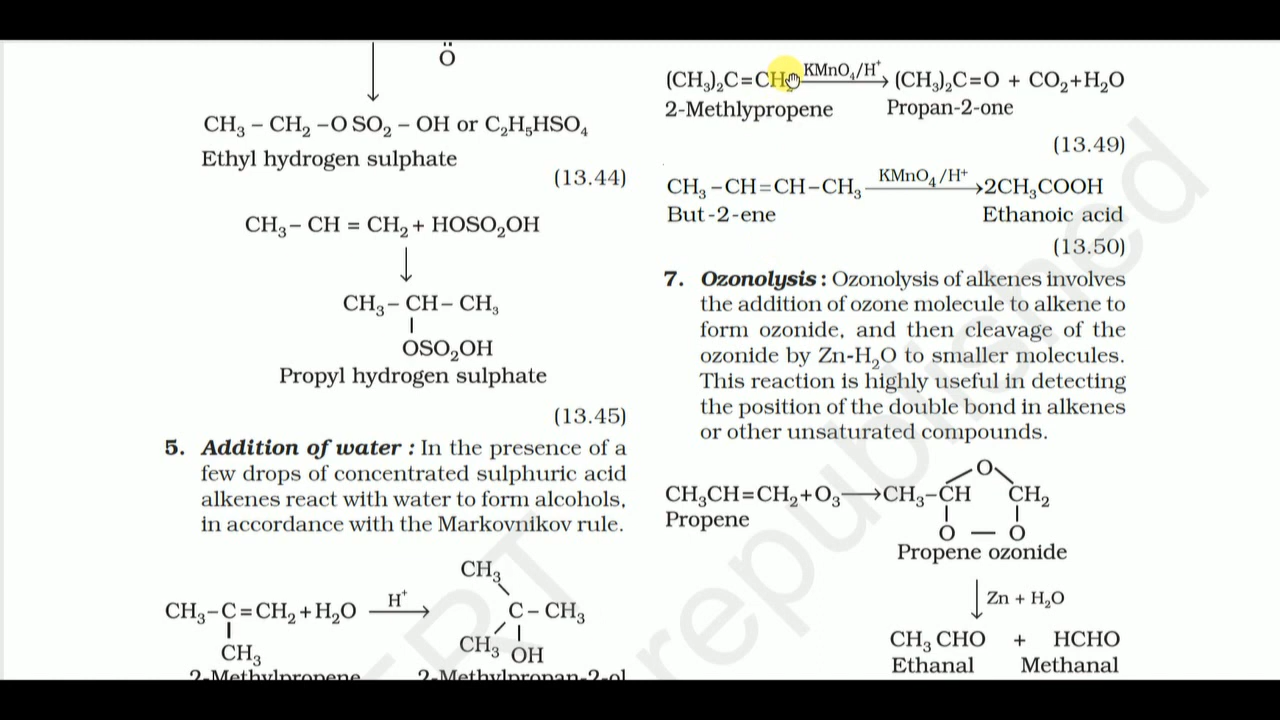 Ö
CH₃ – CH₂ –O SO₂ – OH or C₂H₅HSO₄
Ethyl hydrogen sulphate
(13.44)
CH₃– CH = CH₂+ HOSO₂OH
CH₃– CH– CH₃
OSO₂OH
Propyl hydrogen sulphate
(13.45)
5. Addition of water : In the presence of a
few drops of concentrated sulphuric acid
alkenes react with water to form alcohols,
in accordance with the Markovnikov rule.
CH₃
CH₃–C=CH₂+H₂O H⁺ → C – CH₃
CH₃ CH₃ OH
2-Methylpropene 2-Methylpropan-2-ol
(CH₃)₂C=CH₂ KMnO₄/H⁺ → (CH₃)₂C=O + CO₂+H₂O
2-Methlypropene Propan-2-one
(13.49)
CH₃ –CH=CH–CH₃ KMnO₄/H⁺ → 2CH₃COOH
But-2-ene Ethanoic acid
(13.50)
7. Ozonolysis : Ozonolysis of alkenes involves
the addition of ozone molecule to alkene to
form ozonide, and then cleavage of the
ozonide by Zn-H₂O to smaller molecules.
This reaction is highly useful in detecting
the position of the double bond in alkenes
or other unsaturated compounds.
O
CH₃CH=CH₂+O₃ → CH₃–CH CH₂
Propene
O — O
Propene ozonide
Zn + H₂O
CH₃ CHO + HCHO
Ethanal Methanal
republished